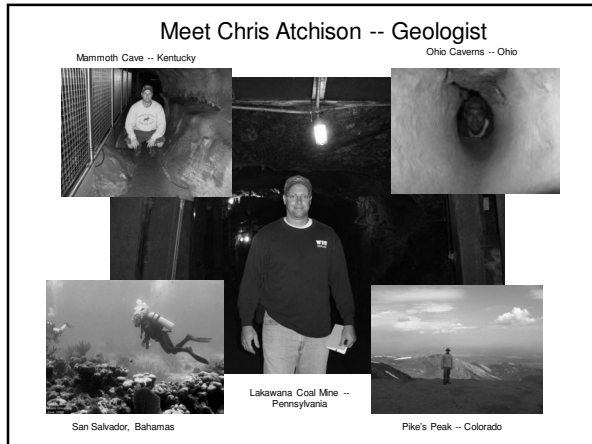 Meet Chris Atchison -- Geologist
Mammoth Cave -- Kentucky
Ohio Caverns -- Ohio
Lakawana Coal Mine --
Pennsylvania
San Salvador, Bahamas
Pike's Peak -- Colorado